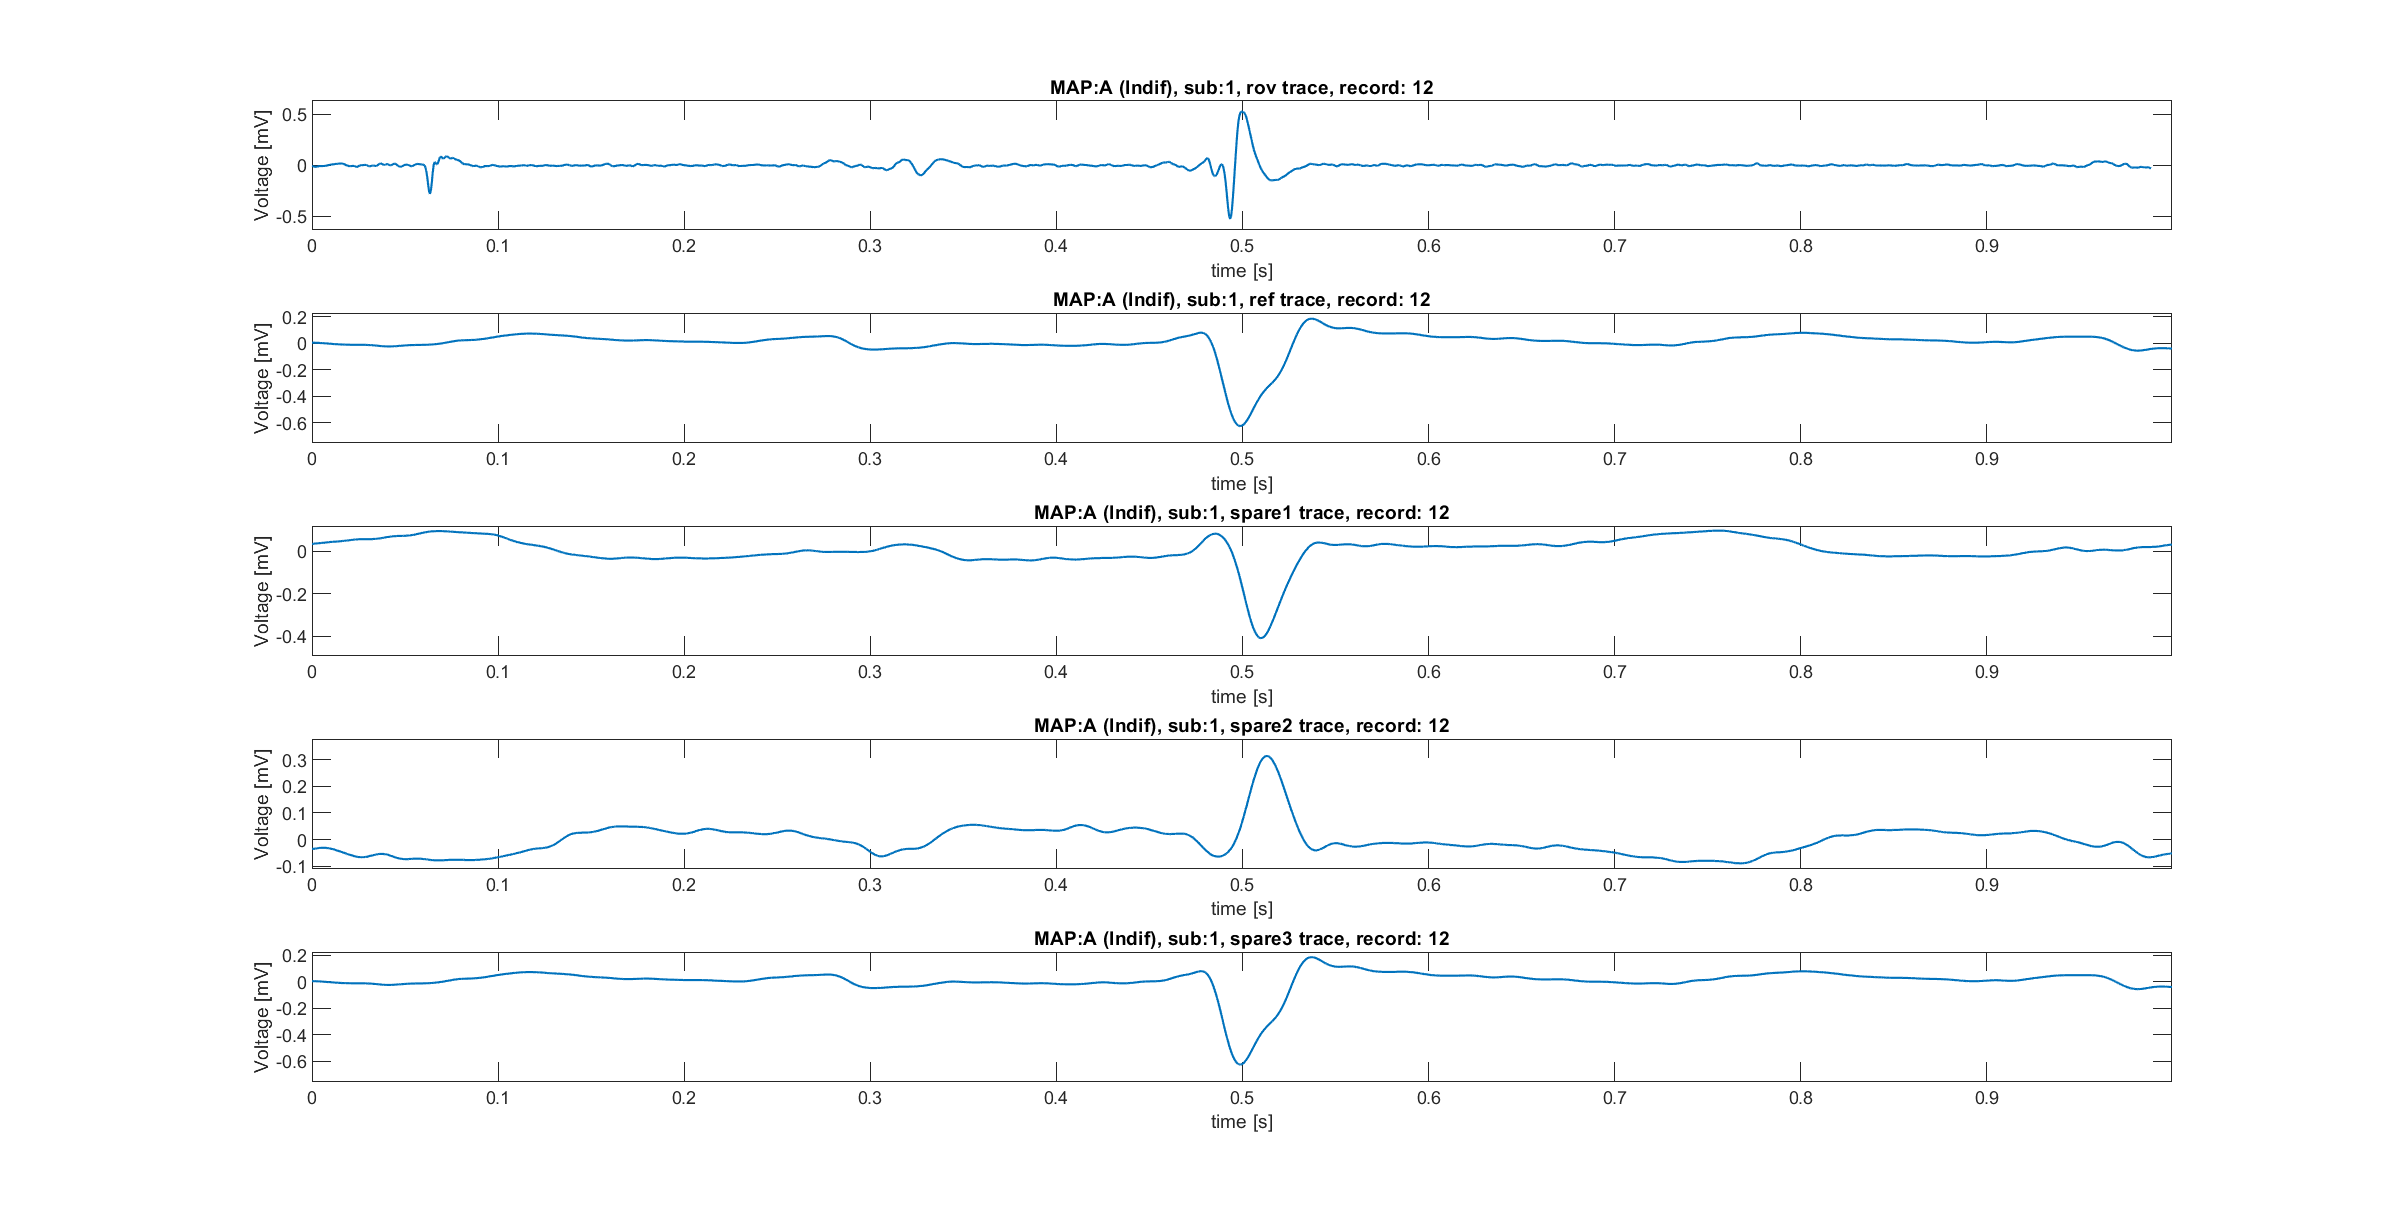 MAP:A (Indif), sub:1, rov trace, record: 12
Voltage [mV]
0.5
0
-0.5
0 0.1 0.2 0.3 0.4 0.5 0.6 0.7 0.8 0.9
time [s]
MAP:A (Indif), sub:1, ref trace, record: 12
Voltage [mV]
0.2
0
-0.2
-0.4
-0.6
0 0.1 0.2 0.3 0.4 0.5 0.6 0.7 0.8 0.9
time [s]
MAP:A (Indif), sub:1, spare1 trace, record: 12
Voltage [mV]
0
-0.2
-0.4
0 0.1 0.2 0.3 0.4 0.5 0.6 0.7 0.8 0.9
time [s]
MAP:A (Indif), sub:1, spare2 trace, record: 12
Voltage [mV]
0.3
0.2
0.1
0
-0.1
0 0.1 0.2 0.3 0.4 0.5 0.6 0.7 0.8 0.9
time [s]
MAP:A (Indif), sub:1, spare3 trace, record: 12
Voltage [mV]
0.2
0
-0.2
-0.4
-0.6
0 0.1 0.2 0.3 0.4 0.5 0.6 0.7 0.8 0.9
time [s]